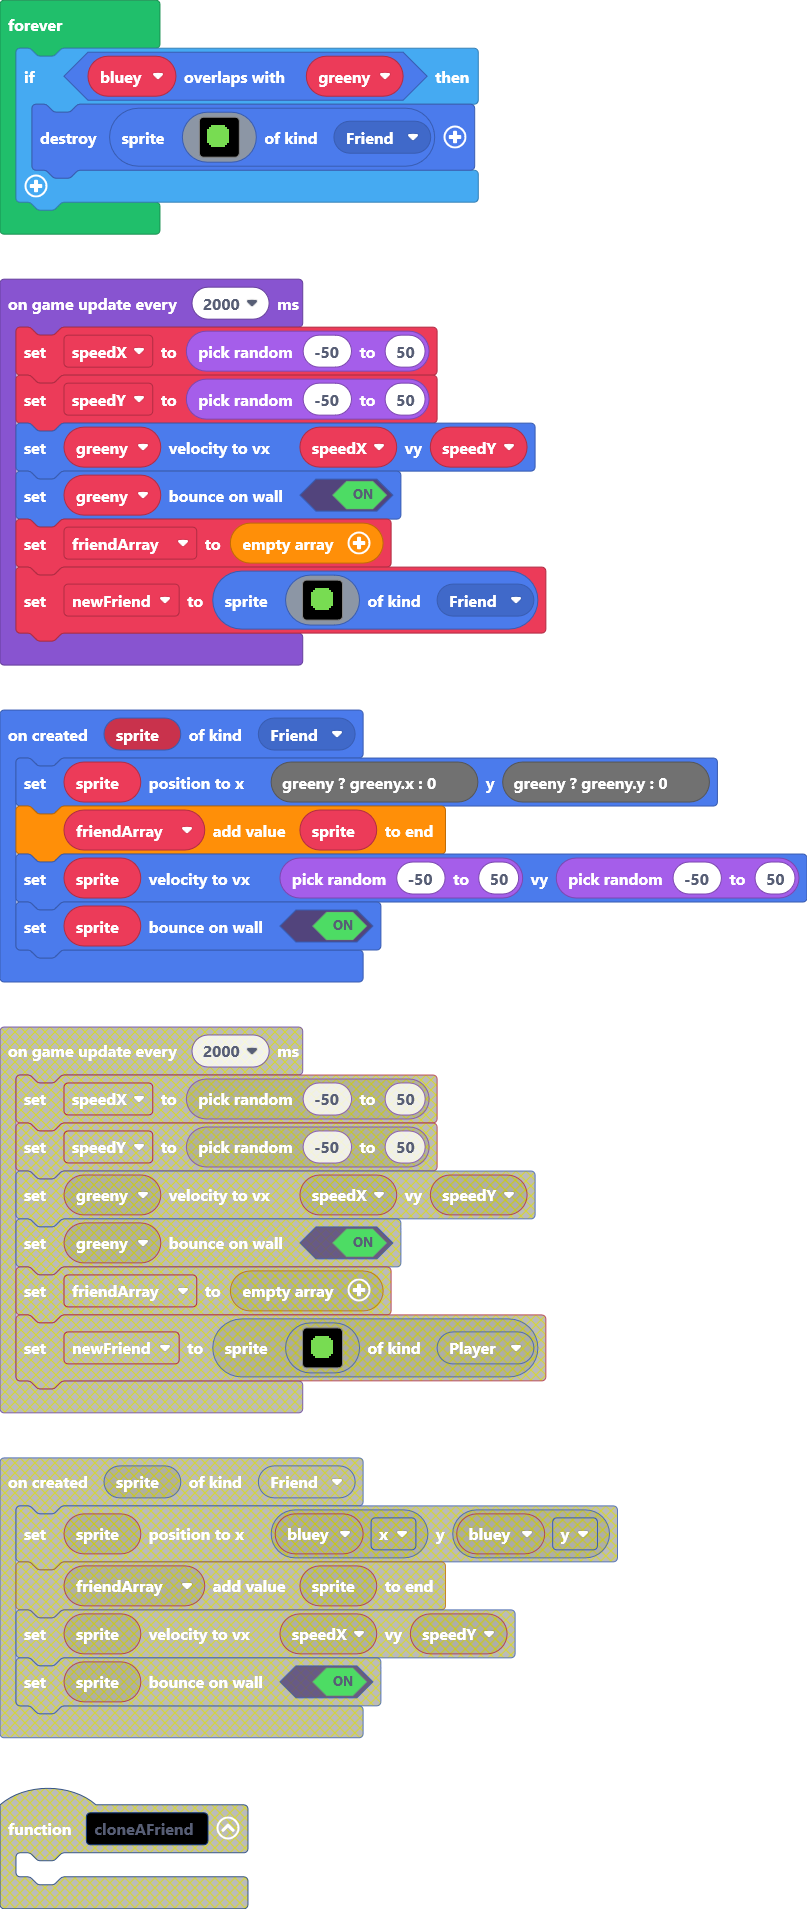 forever
if bluey overlaps with greeny then
destroy sprite of kind Friend
on game update every 2000 ms
set speedX to pick random -50 to 50
set speedY to pick random -50 to 50
set greeny velocity to vx speedX vy speedY
set greeny bounce on wall ON
set friendArray to empty array
set newFriend to sprite of kind Friend
on created sprite of kind Friend
set sprite position to x greeny ? greeny.x : 0 y greeny ? greeny.y : 0
friendArray add value sprite to end
set sprite velocity to vx pick random -50 to 50 vy pick random -50 to 50
set sprite bounce on wall ON
on game update every 2000 ms
set speedX to pick random -50 to 50
set speedY to pick random -50 to 50
set greeny velocity to vx speedX vy speedY
set greeny bounce on wall ON
set friendArray to empty array
set newFriend to sprite of kind Player
on created sprite of kind Friend
set sprite position to x bluey x y bluey y
friendArray add value sprite to end
set sprite velocity to vx speedX vy speedY
set sprite bounce on wall ON
function cloneAFriend